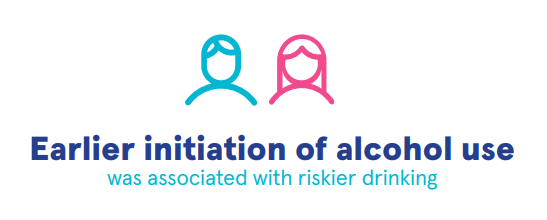 Earlier initiation of alcohol use
was associated with riskier drinking